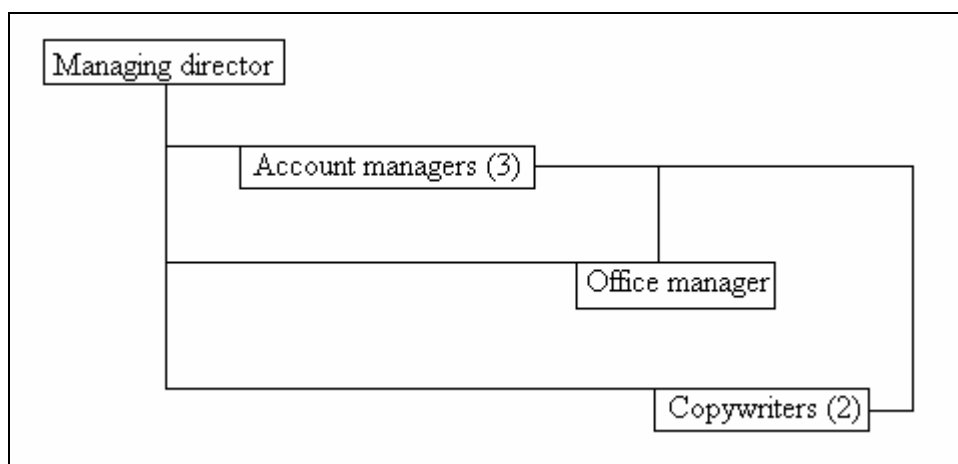 Managing director
Account managers (3)
Office manager
Copywriters (2)